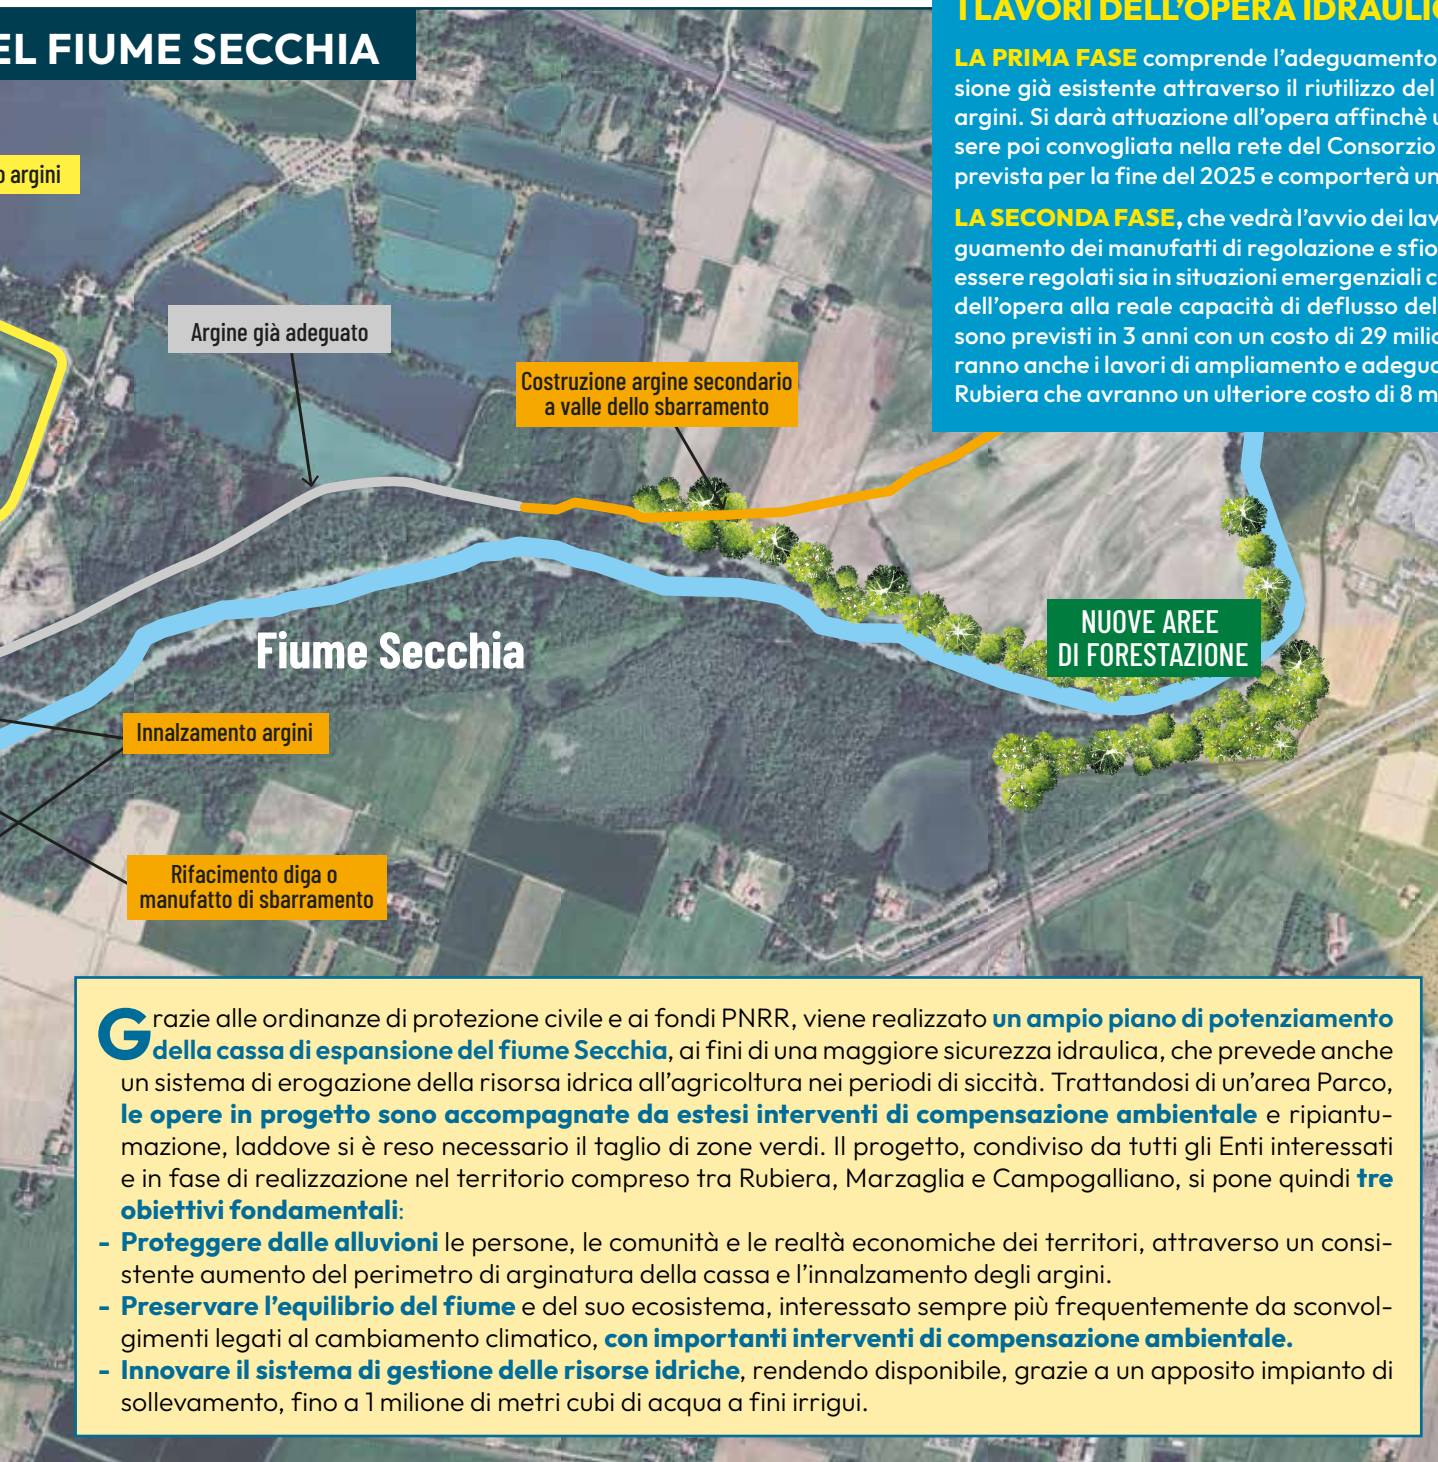 EL FIUME SECCHIA
I LAVORI DELL'OPERA IDRAULIC
LA PRIMA FASE comprende l'adeguamento
sione già esistente attraverso il riutilizzo del
argini. Si darà attuazione all'opera affinchè u
sere poi convogliata nella rete del Consorzio
prevista per la fine del 2025 e comporterà un
LA SECONDA FASE, che vedrà l'avvio dei lav
guamento dei manufatti di regolazione e sfio
essere regolati sia in situazioni emergenziali c
dell'opera alla reale capacità di deflusso del
sono previsti in 3 anni con un costo di 29 milio
ranno anche i lavori di ampliamento e adegua
Rubiera che avranno un ulteriore costo di 8 m
o argini
Argine già adeguato
Costruzione argine secondario
a valle dello sbarramento
NUOVE AREE
DI FORESTAZIONE
Fiume Secchia
Innalzamento argini
Rifacimento diga o
manufatto di sbarramento
Grazie alle ordinanze di protezione civile e ai fondi PNRR, viene realizzato un ampio piano di potenziamento
della cassa di espansione del fiume Secchia, ai fini di una maggiore sicurezza idraulica, che prevede anche
un sistema di erogazione della risorsa idrica all'agricoltura nei periodi di siccità. Trattandosi di un'area Parco,
le opere in progetto sono accompagnate da estesi interventi di compensazione ambientale e ripiantu-
mazione, laddove si è reso necessario il taglio di zone verdi. Il progetto, condiviso da tutti gli Enti interessati
e in fase di realizzazione nel territorio compreso tra Rubiera, Marzaglia e Campogalliano, si pone quindi tre
obiettivi fondamentali:
- Proteggere dalle alluvioni le persone, le comunità e le realtà economiche dei territori, attraverso un consi-
stente aumento del perimetro di arginatura della cassa e l'innalzamento degli argini.
- Preservare l'equilibrio del fiume e del suo ecosistema, interessato sempre più frequentemente da sconvol-
gimenti legati al cambiamento climatico, con importanti interventi di compensazione ambientale.
- Innovare il sistema di gestione delle risorse idriche, rendendo disponibile, grazie a un apposito impianto di
sollevamento, fino a 1 milione di metri cubi di acqua a fini irrigui.